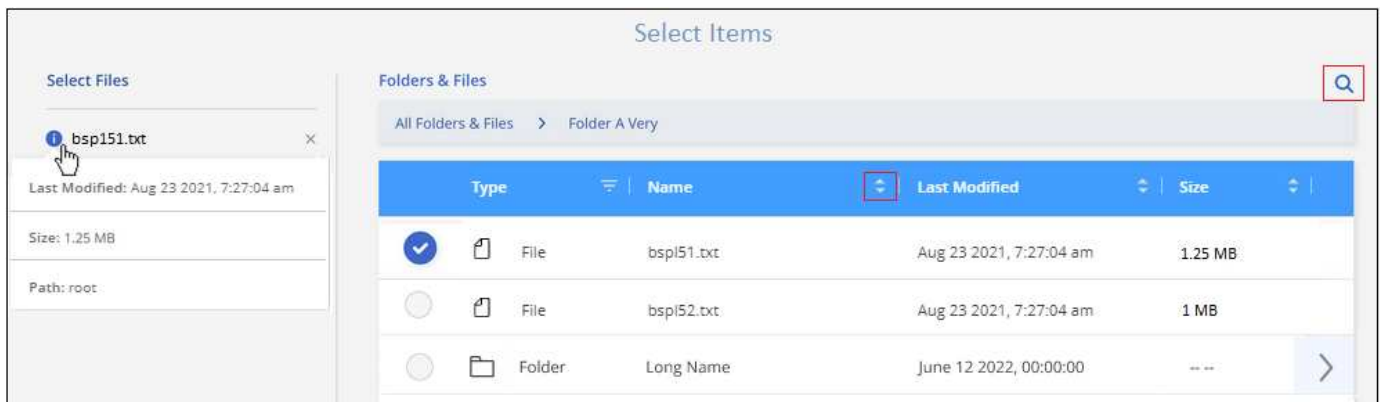 Select Items
Select Files
bsp151.txt ×
Last Modified: Aug 23 2021, 7:27:04 am
Size: 1.25 MB
Path: root
Folders & Files
All Folders & Files > Folder A Very
Type Name Last Modified Size
File bspl51.txt Aug 23 2021, 7:27:04 am 1.25 MB
File bspl52.txt Aug 23 2021, 7:27:04 am 1 MB
Folder Long Name June 12 2022, 00:00:00 -- --